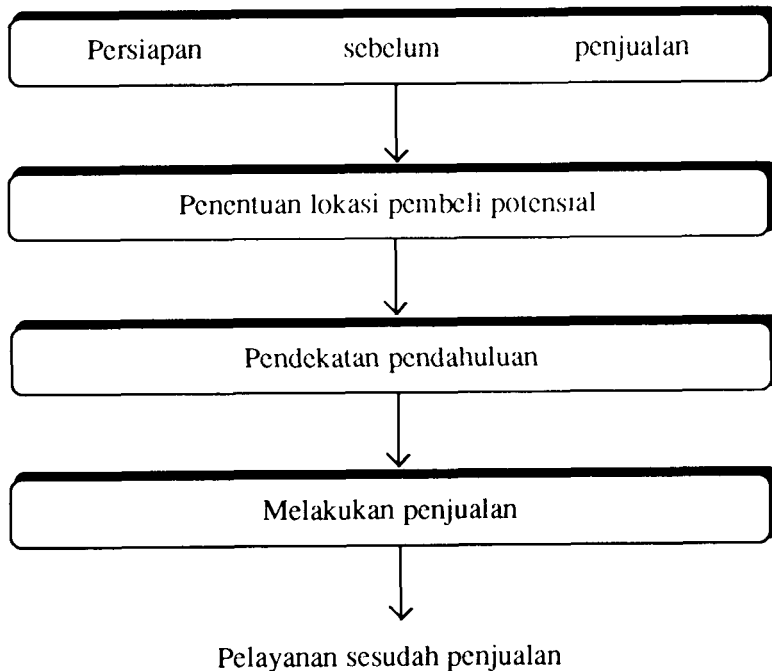 Persiapan sebelum penjualan
Penentuan lokasi pembeli potensial
Pendekatan pendahuluan
Melakukan penjualan
Pelayanan sesudah penjualan